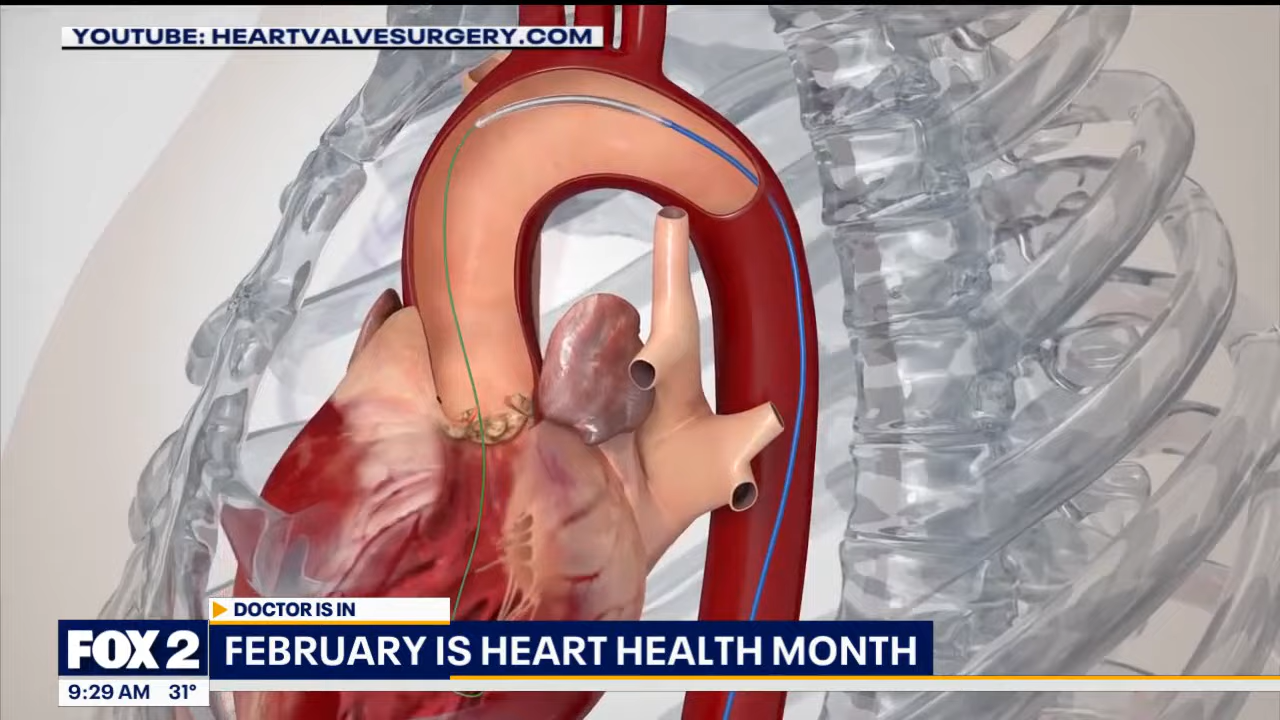 YOUTUBE: HEARTVALVESURGERY.COM
DOCTOR IS IN
FOX 2
FEBRUARY IS HEART HEALTH MONTH
9:29 AM 31°